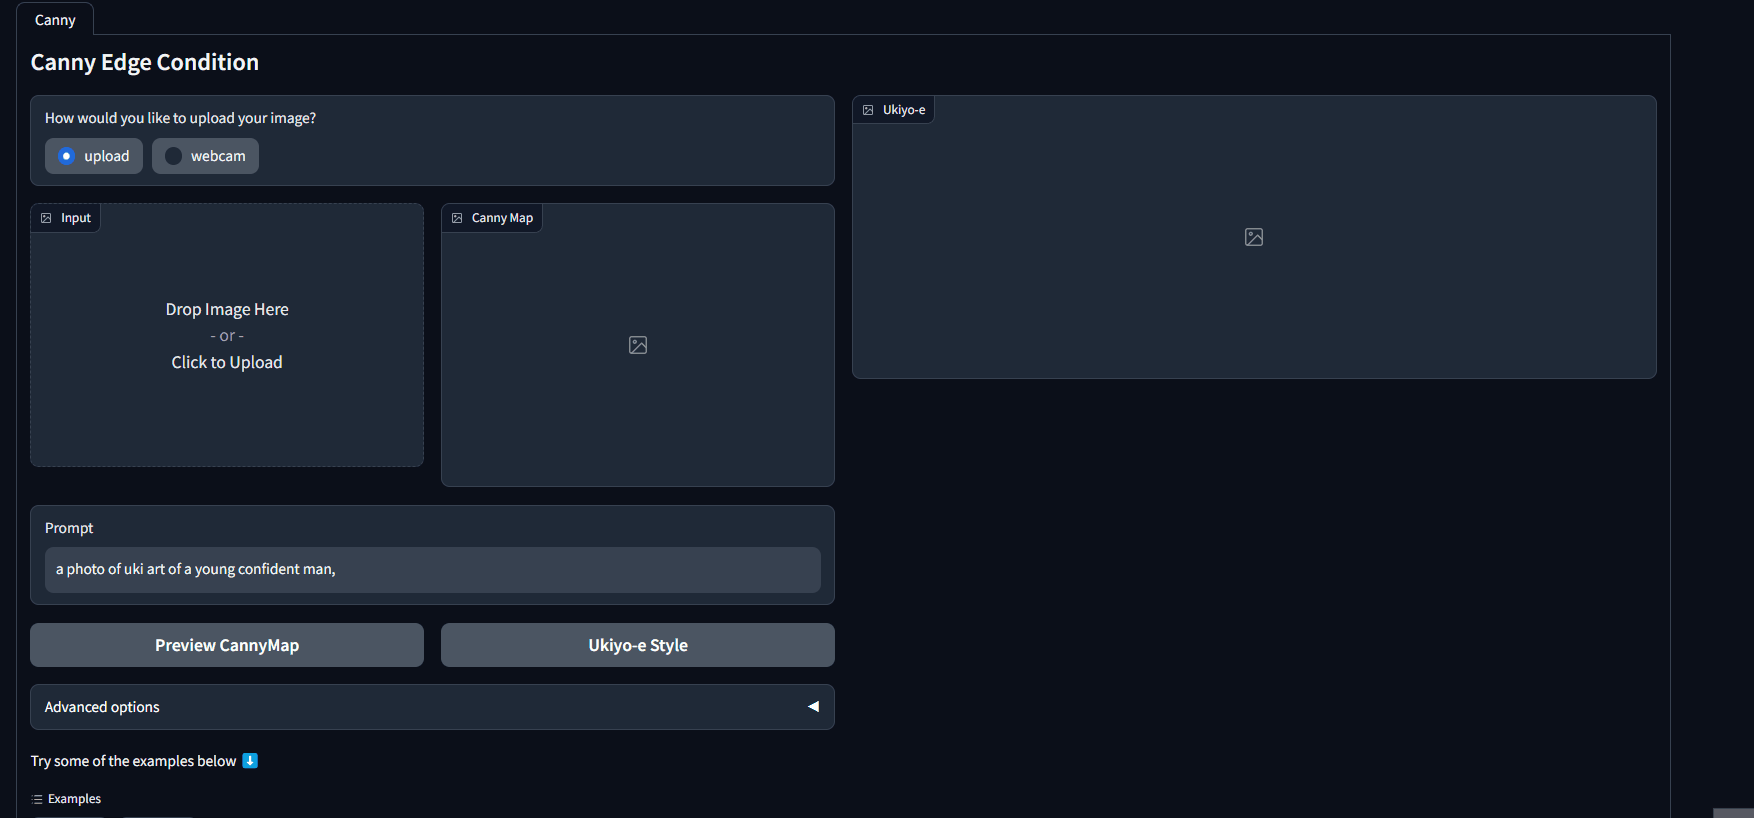 Canny
Canny Edge Condition
How would you like to upload your image?
upload
webcam
Input
Drop Image Here
- or -
Click to Upload
Canny Map
Prompt
a photo of uki art of a young confident man,
Preview CannyMap
Ukiyo-e Style
Advanced options
Try some of the examples below
Examples
Ukiyo-e